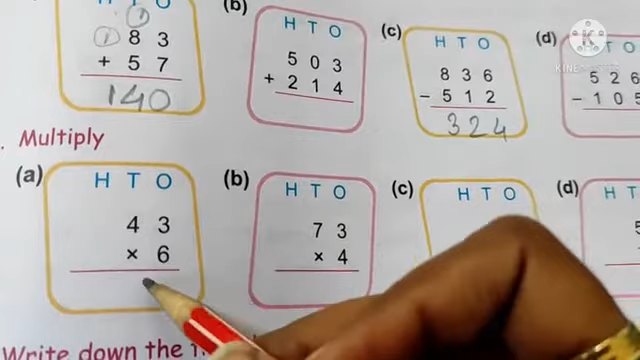 T O
(b)
H T O
(c)
H T O
(d)
T O
1
1 8 3
+ 5 7
140
5 0 3
+ 2 1 4
8 3 6
- 5 1 2
324
5 2 6
- 1 0 5
K
Multiply
(a)
H T O
4 3
× 6
(b)
H T O
7 3
× 4
(c)
H T O
(d)
H T
Write down the